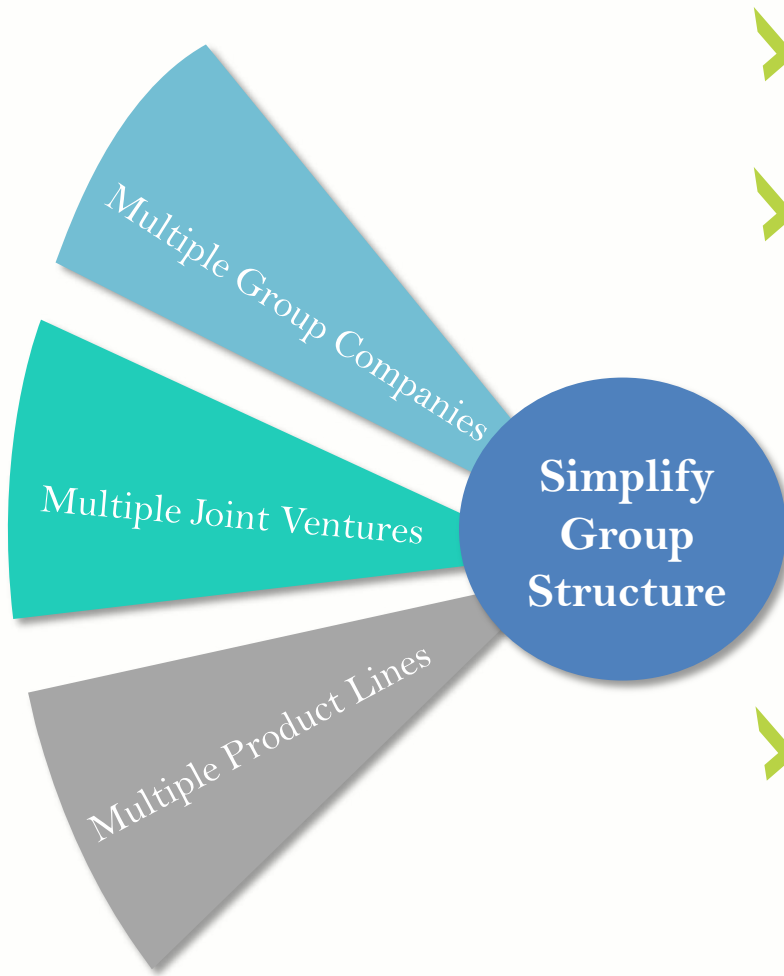 Multiple Group Companies
Multiple Joint Ventures
Multiple Product Lines
Simplify
Group
Structure